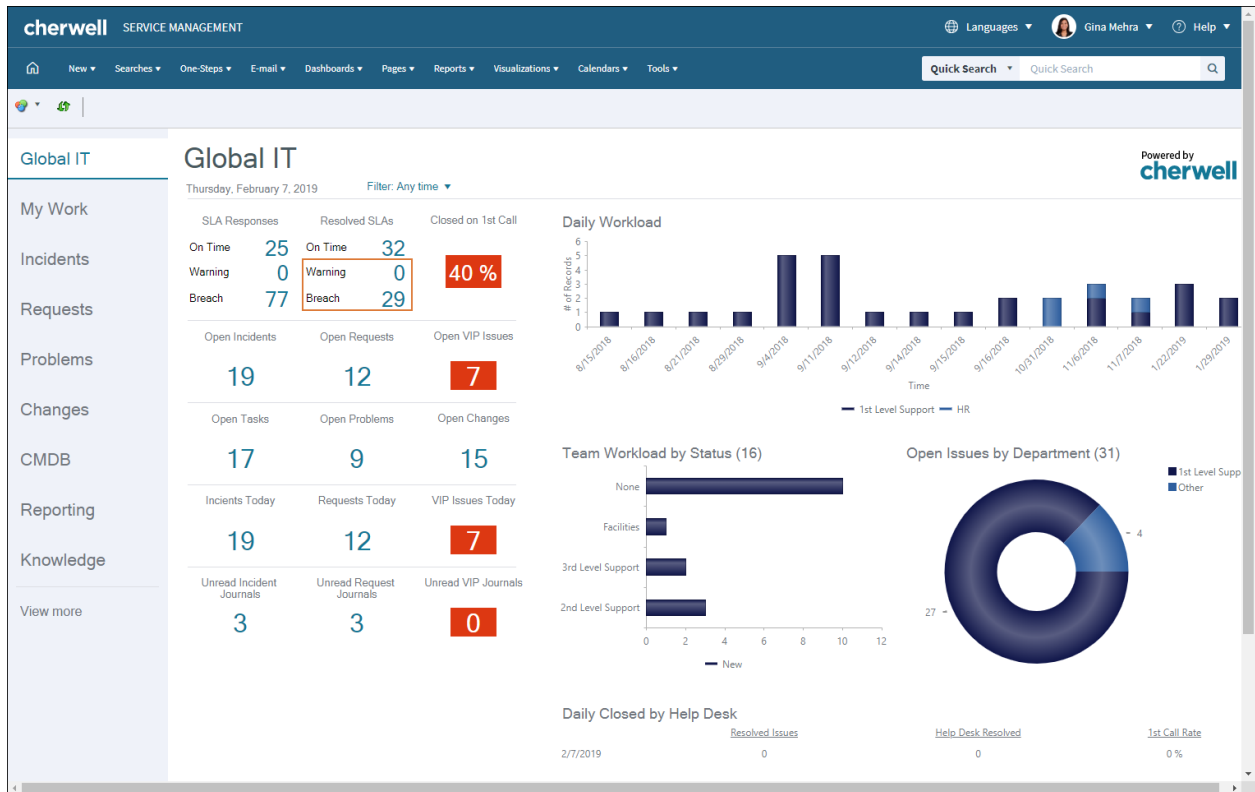 cherwell SERVICE MANAGEMENT
Languages Gina Mehra ? Help
New Searches One-Steps E-mail Dashboards Pages Reports Visualizations Calendars Tools
Quick Search Quick Search
Global IT
My Work
Incidents
Requests
Problems
Changes
CMDB
Reporting
Knowledge
View more
Global IT
Thursday, February 7, 2019 Filter: Any time
Powered by
cherwell
SLA Responses Resolved SLAs Closed on 1st Call
On Time 25 On Time 32
Warning 0 Warning 0 40 %
Breach 77 Breach 29
Open Incidents Open Requests Open VIP Issues
19 12 7
Open Tasks Open Problems Open Changes
17 9 15
Incients Today Requests Today VIP Issues Today
19 12 7
Unread Incident Journals Unread Request Journals Unread VIP Journals
3 3 0
Daily Workload
# of Records
6
5
4
3
2
1
0
8/15/2018 8/16/2018 8/21/2018 8/29/2018 9/4/2018 9/11/2018 9/12/2018 9/14/2018 9/15/2018 9/16/2018 10/31/2018 11/6/2018 11/7/2018 1/22/2019 1/29/2019
Time
1st Level Support HR
Team Workload by Status (16)
None
Facilities
3rd Level Support
2nd Level Support
0 2 4 6 8 10 12
New
Open Issues by Department (31)
1st Level Supp
Other
4
27
Daily Closed by Help Desk
Resolved Issues Help Desk Resolved 1st Call Rate
2/7/2019 0 0 0 %